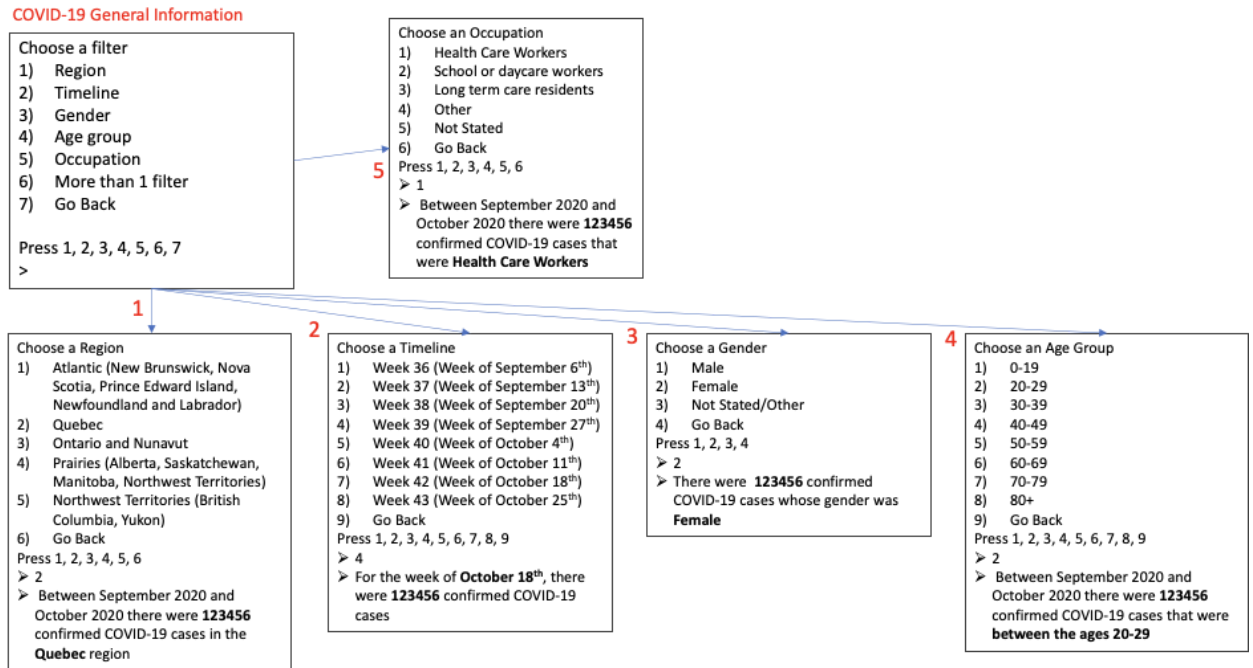 COVID-19 General Information
Choose a filter
1) Region
2) Timeline
3) Gender
4) Age group
5) Occupation
6) More than 1 filter
7) Go Back
Press 1, 2, 3, 4, 5, 6, 7
>
5
Choose an Occupation
1) Health Care Workers
2) School or daycare workers
3) Long term care residents
4) Other
5) Not Stated
6) Go Back
Press 1, 2, 3, 4, 5, 6
➢ 1
➢ Between September 2020 and
October 2020 there were 123456
confirmed COVID-19 cases that
were Health Care Workers
1
Choose a Region
1) Atlantic (New Brunswick, Nova
Scotia, Prince Edward Island,
Newfoundland and Labrador)
2) Quebec
3) Ontario and Nunavut
4) Prairies (Alberta, Saskatchewan,
Manitoba, Northwest Territories)
5) Northwest Territories (British
Columbia, Yukon)
6) Go Back
Press 1, 2, 3, 4, 5, 6
➢ 2
➢ Between September 2020 and
October 2020 there were 123456
confirmed COVID-19 cases in the
Quebec region
2
Choose a Timeline
1) Week 36 (Week of September 6th)
2) Week 37 (Week of September 13th)
3) Week 38 (Week of September 20th)
4) Week 39 (Week of September 27th)
5) Week 40 (Week of October 4th)
6) Week 41 (Week of October 11th)
7) Week 42 (Week of October 18th)
8) Week 43 (Week of October 25th)
9) Go Back
Press 1, 2, 3, 4, 5, 6, 7, 8, 9
➢ 4
➢ For the week of October 18th, there
were 123456 confirmed COVID-19
cases
3
Choose a Gender
1) Male
2) Female
3) Not Stated/Other
4) Go Back
Press 1, 2, 3, 4
➢ 2
➢ There were 123456 confirmed
COVID-19 cases whose gender was
Female
4
Choose an Age Group
1) 0-19
2) 20-29
3) 30-39
4) 40-49
5) 50-59
6) 60-69
7) 70-79
8) 80+
9) Go Back
Press 1, 2, 3, 4, 5, 6, 7, 8, 9
➢ 2
➢ Between September 2020 and
October 2020 there were 123456
confirmed COVID-19 cases that were
between the ages 20-29